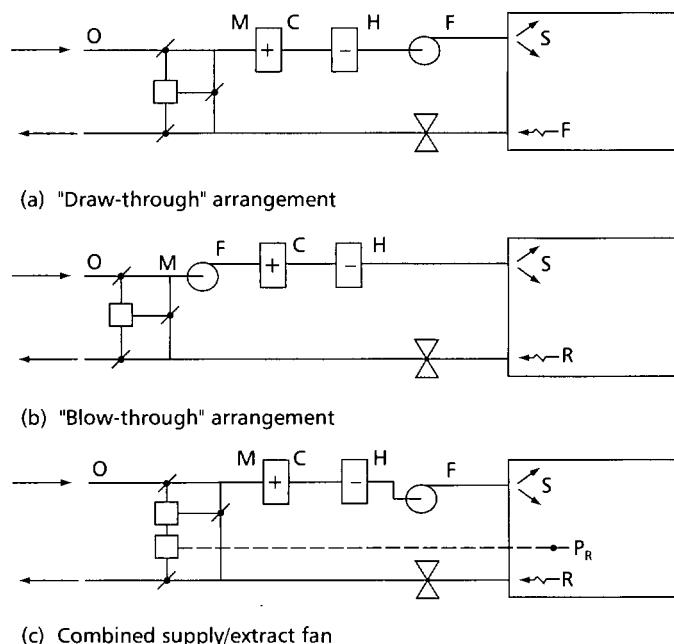 O M + C − H F S
F
(a) "Draw-through" arrangement
O M F + C − H S
R
(b) "Blow-through" arrangement
O M + C − H F S
P_R
R
(c) Combined supply/extract fan